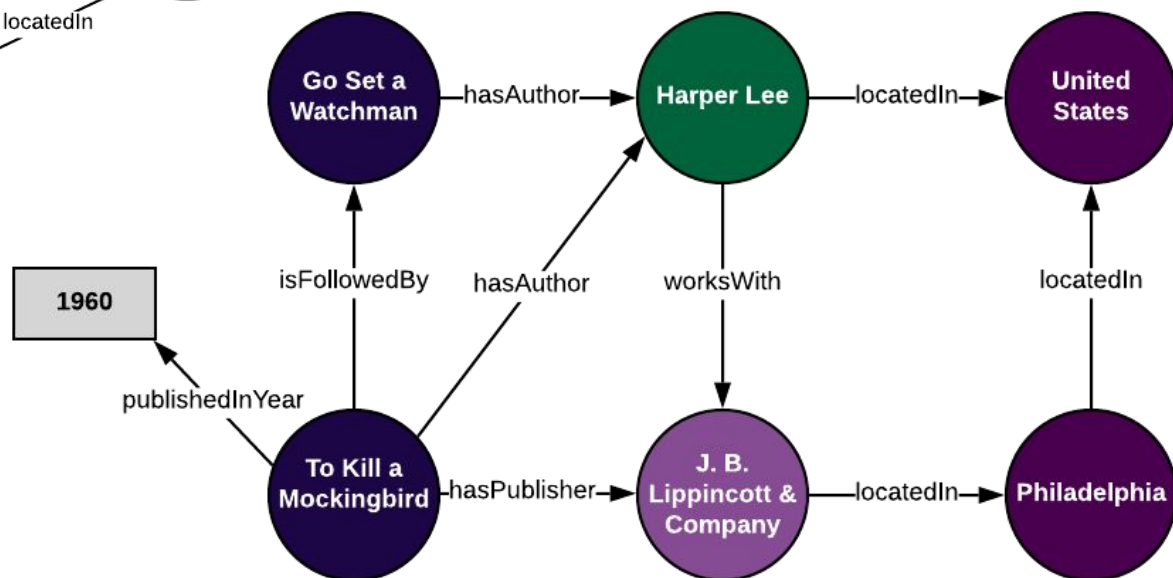 locatedIn
Go Set a
Watchman
hasAuthor
Harper Lee
locatedIn
United
States
isFollowedBy
hasAuthor
worksWith
locatedIn
1960
publishedInYear
To Kill a
Mockingbird
hasPublisher
J. B.
Lippincott &
Company
locatedIn
Philadelphia